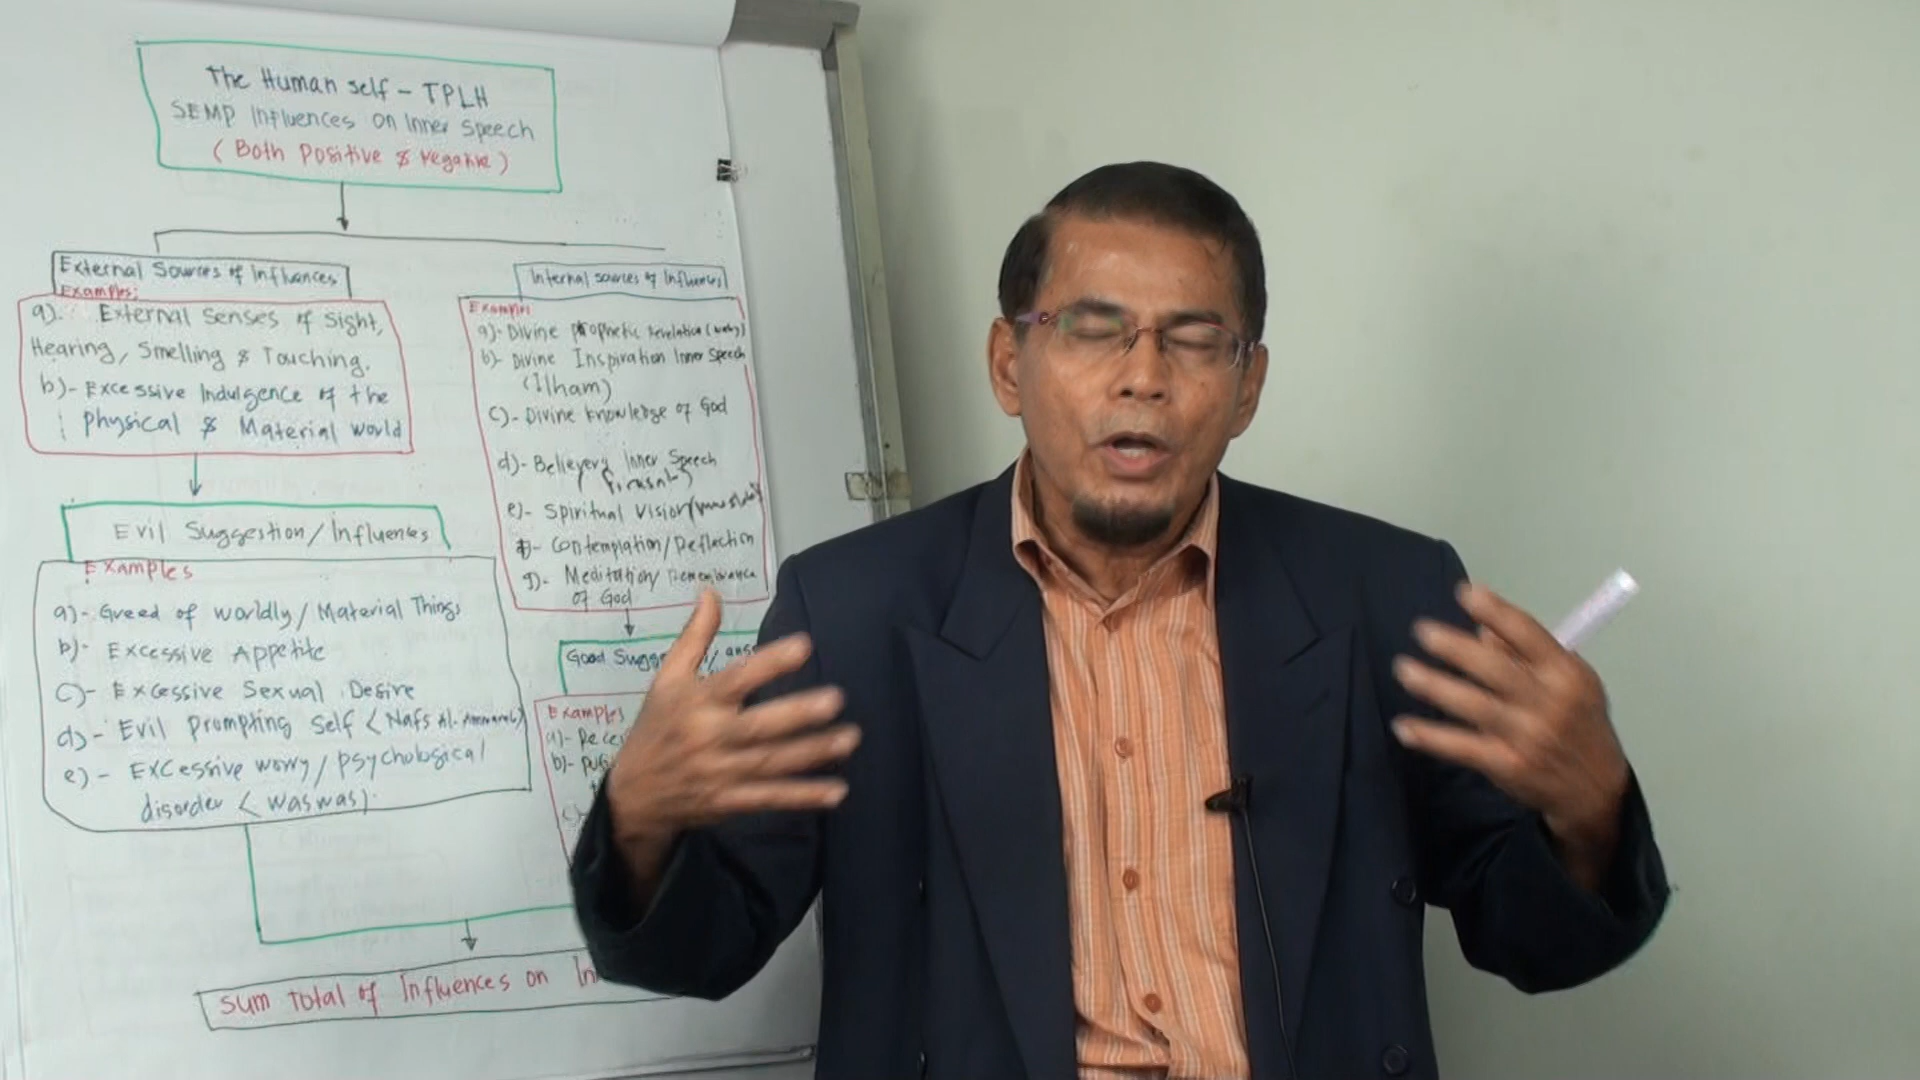 The Human self - TPLH
SEMP Influences on Inner Speech
(Both Positive & Negative)
External Sources of Influences
Examples:
a). External Senses of Sight,
Hearing, Smelling & Touching.
b)- Excessive Indulgence of the
Physical & Material world
Evil Suggestion/Influences
Examples
a)- Greed of worldly/Material Things
b)- Excessive Appetite
c)- Excessive Sexual Desire
d)- Evil Prompting Self (Nafs Al-
e)- Excessive worry/psychological
disorder (waswas)
Internal sources of Influences
Examples
a)- Divine Prophetic Revelation
b)- Divine Inspiration Inner Speech
(Ilham)
c)- Divine knowledge of God
d)- Believers Inner Speech
e)- Spiritual Vision
f)- Contemplation/Reflection
g)- Meditation/Remembrance
of God
Good
Examples
a)-
b)-
Sum Total of Influences on